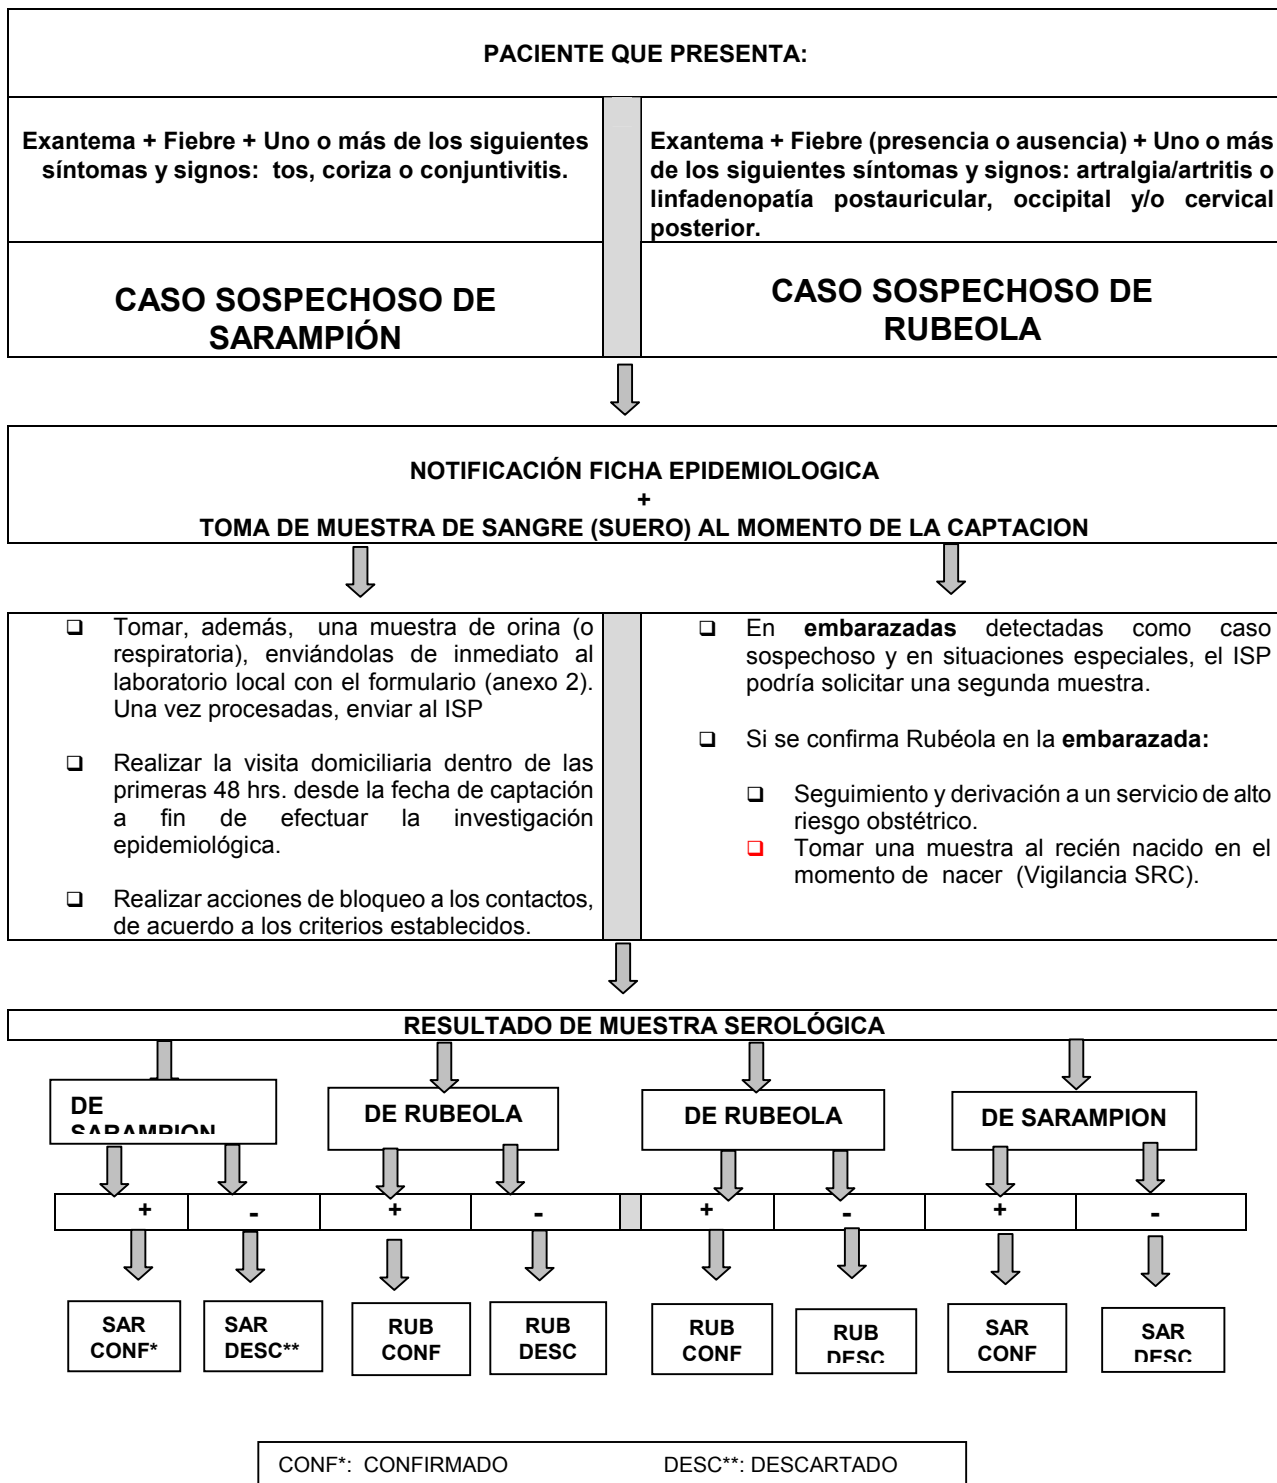 PACIENTE QUE PRESENTA:
Exantema + Fiebre + Uno o más de los siguientes
síntomas y signos: tos, coriza o conjuntivitis.
Exantema + Fiebre (presencia o ausencia) + Uno o más
de los siguientes síntomas y signos: artralgia/artritis o
linfadenopatía postauricular, occipital y/o cervical
posterior.
CASO SOSPECHOSO DE
SARAMPIÓN
CASO SOSPECHOSO DE
RUBEOLA
NOTIFICACIÓN FICHA EPIDEMIOLOGICA
+
TOMA DE MUESTRA DE SANGRE (SUERO) AL MOMENTO DE LA CAPTACION
Tomar, además, una muestra de orina (o
respiratoria), enviándolas de inmediato al
laboratorio local con el formulario (anexo 2).
Una vez procesadas, enviar al ISP
Realizar la visita domiciliaria dentro de las
primeras 48 hrs. desde la fecha de captación
a fin de efectuar la investigación
epidemiológica.
Realizar acciones de bloqueo a los contactos,
de acuerdo a los criterios establecidos.
En embarazadas detectadas como caso
sospechoso y en situaciones especiales, el ISP
podría solicitar una segunda muestra.
Si se confirma Rubéola en la embarazada:
Seguimiento y derivación a un servicio de alto
riesgo obstétrico.
Tomar una muestra al recién nacido en el
momento de nacer (Vigilancia SRC).
RESULTADO DE MUESTRA SEROLÓGICA
DE
SARAMPION
DE RUBEOLA
DE RUBEOLA
DE SARAMPION
+ - + - + - + -
SAR
CONF*
SAR
DESC**
RUB
CONF
RUB
DESC
RUB
CONF
RUB
DESC
SAR
CONF
SAR
DESC
CONF*: CONFIRMADO DESC**: DESCARTADO